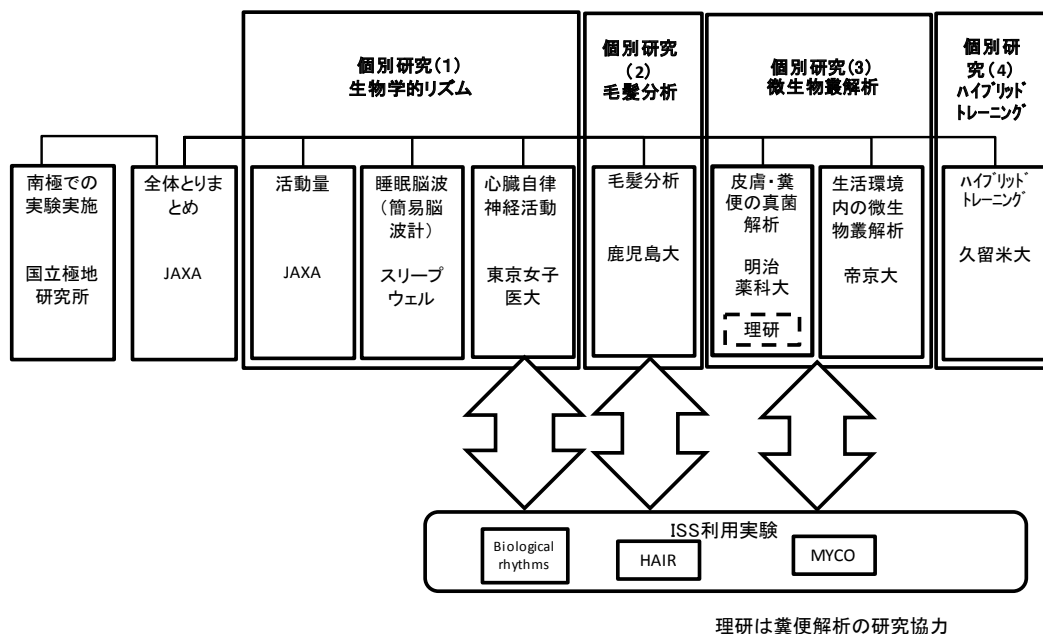 個別研究(1)
生物学的リズム
個別研究
(2)
毛髪分析
個別研究(3)
微生物叢解析
個別研
究(4)
ﾊｲﾌﾞﾘｯﾄﾞ
ﾄﾚｰﾆﾝｸﾞ
南極での
実験実施
国立極地
研究所
全体とりま
とめ
JAXA
活動量
JAXA
睡眠脳波
(簡易脳
波計)
スリープ
ウェル
心臓自律
神経活動
東京女子
医大
毛髪分析
鹿児島大
皮膚・糞
便の真菌
解析
明治
薬科大
理研
生活環境
内の微生
物叢解析
帝京大
ﾊｲﾌﾞﾘｯﾄﾞ
ﾄﾚｰﾆﾝｸﾞ
久留米大
ISS利用実験
Biological
rhythms
HAIR
MYCO
理研は糞便解析の研究協力